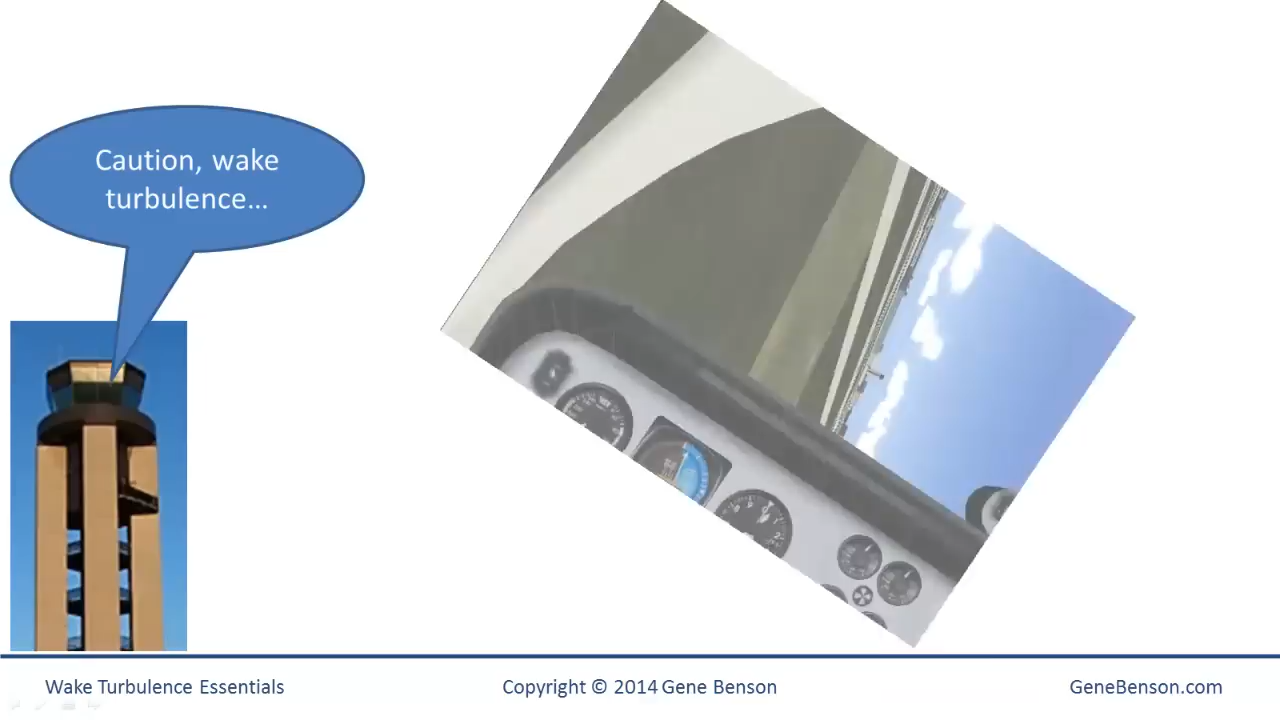 Caution, wake
turbulence...
Wake Turbulence Essentials
Copyright © 2014 Gene Benson
GeneBenson.com